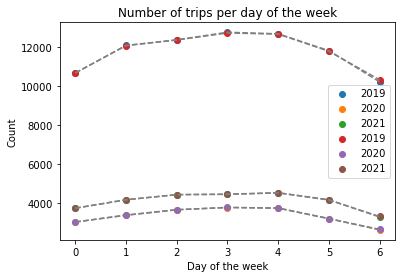 Number of trips per day of the week
12000
10000
8000
6000
4000
Count
2019
2020
2021
2019
2020
2021
0 1 2 3 4 5 6
Day of the week